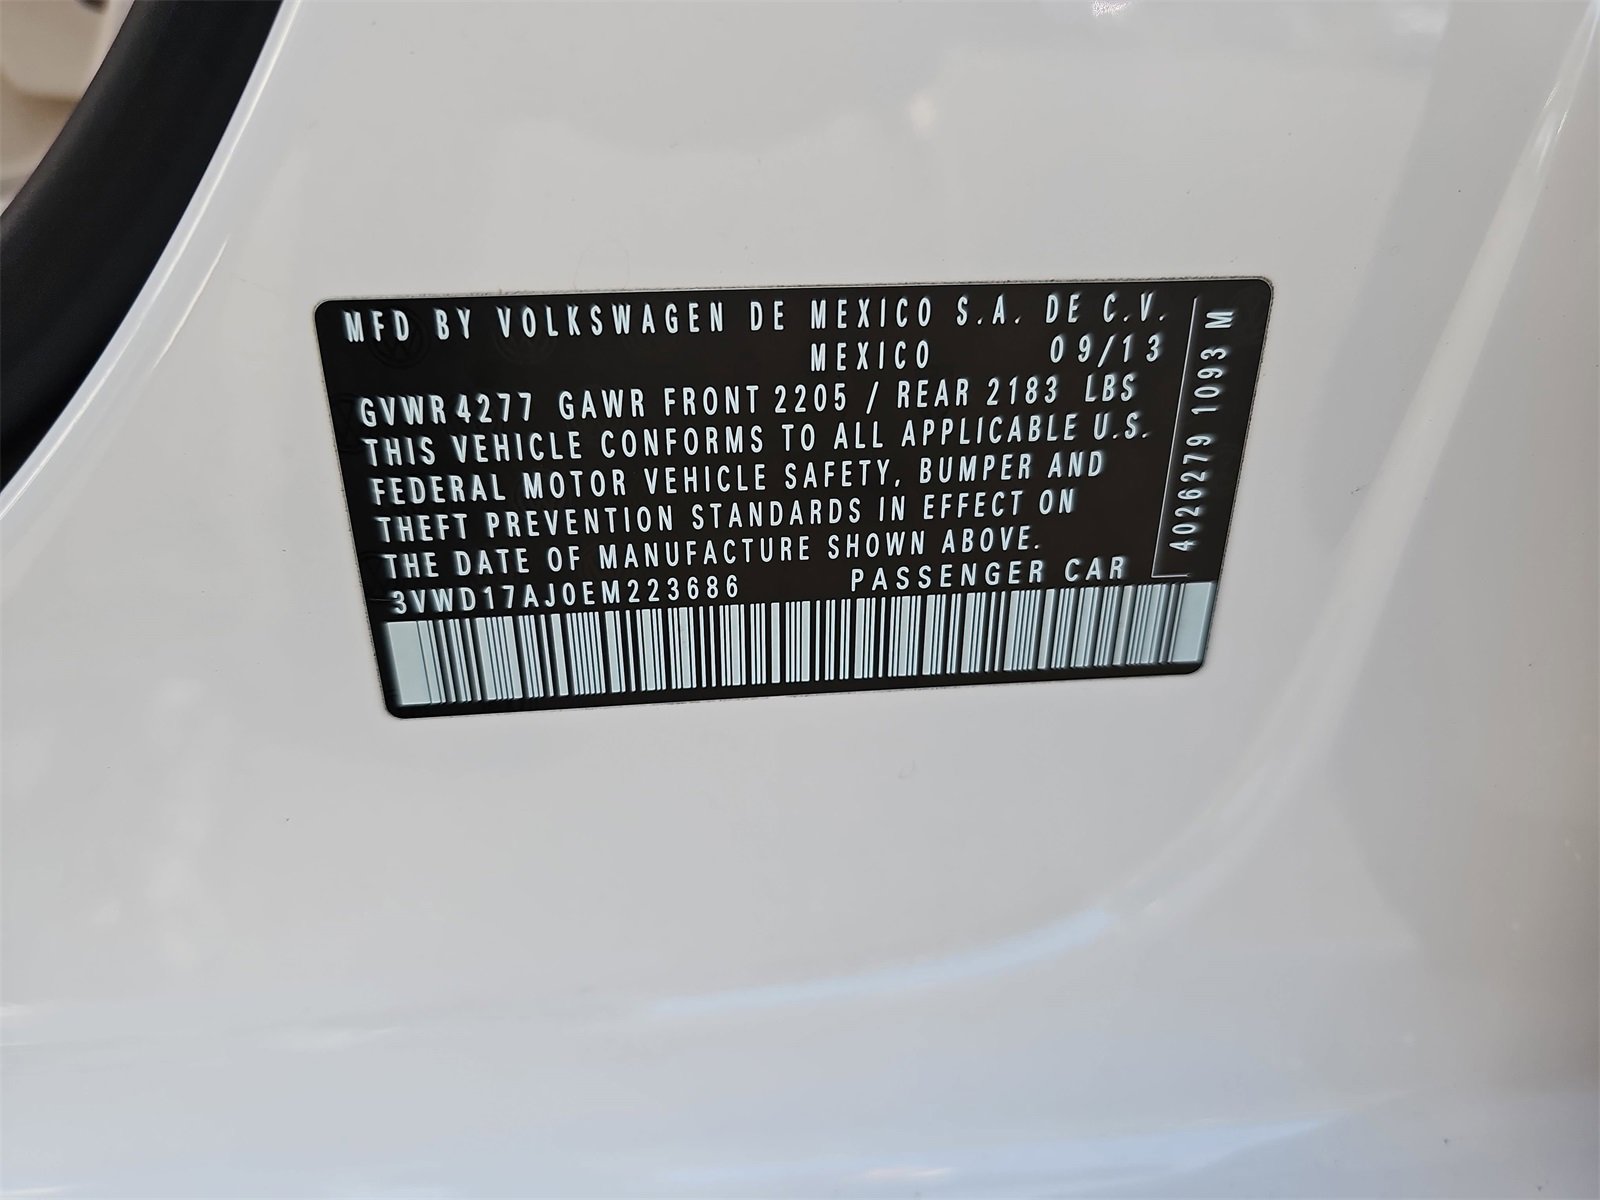 MFD BY VOLKSWAGEN DE MEXICO S.A. DE C.V.
MEXICO 09/13
GVWR 4277 GAWR FRONT 2205 / REAR 2183 LBS
THIS VEHICLE CONFORMS TO ALL APPLICABLE U.S.
FEDERAL MOTOR VEHICLE SAFETY, BUMPER AND
THEFT PREVENTION STANDARDS IN EFFECT ON
THE DATE OF MANUFACTURE SHOWN ABOVE.
3VWD17AJ0EM223686 PASSENGER CAR
4026279 1093 M